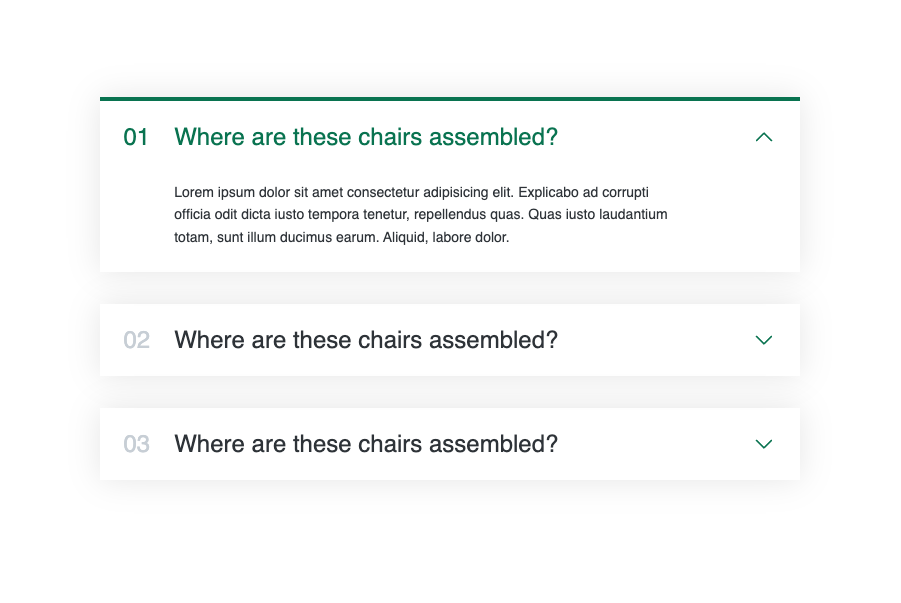 01 Where are these chairs assembled?
Lorem ipsum dolor sit amet consectetur adipisicing elit. Explicabo ad corrupti
officia odit dicta iusto tempora tenetur, repellendus quas. Quas iusto laudantium
totam, sunt illum ducimus earum. Aliquid, labore dolor.
02 Where are these chairs assembled?
03 Where are these chairs assembled?